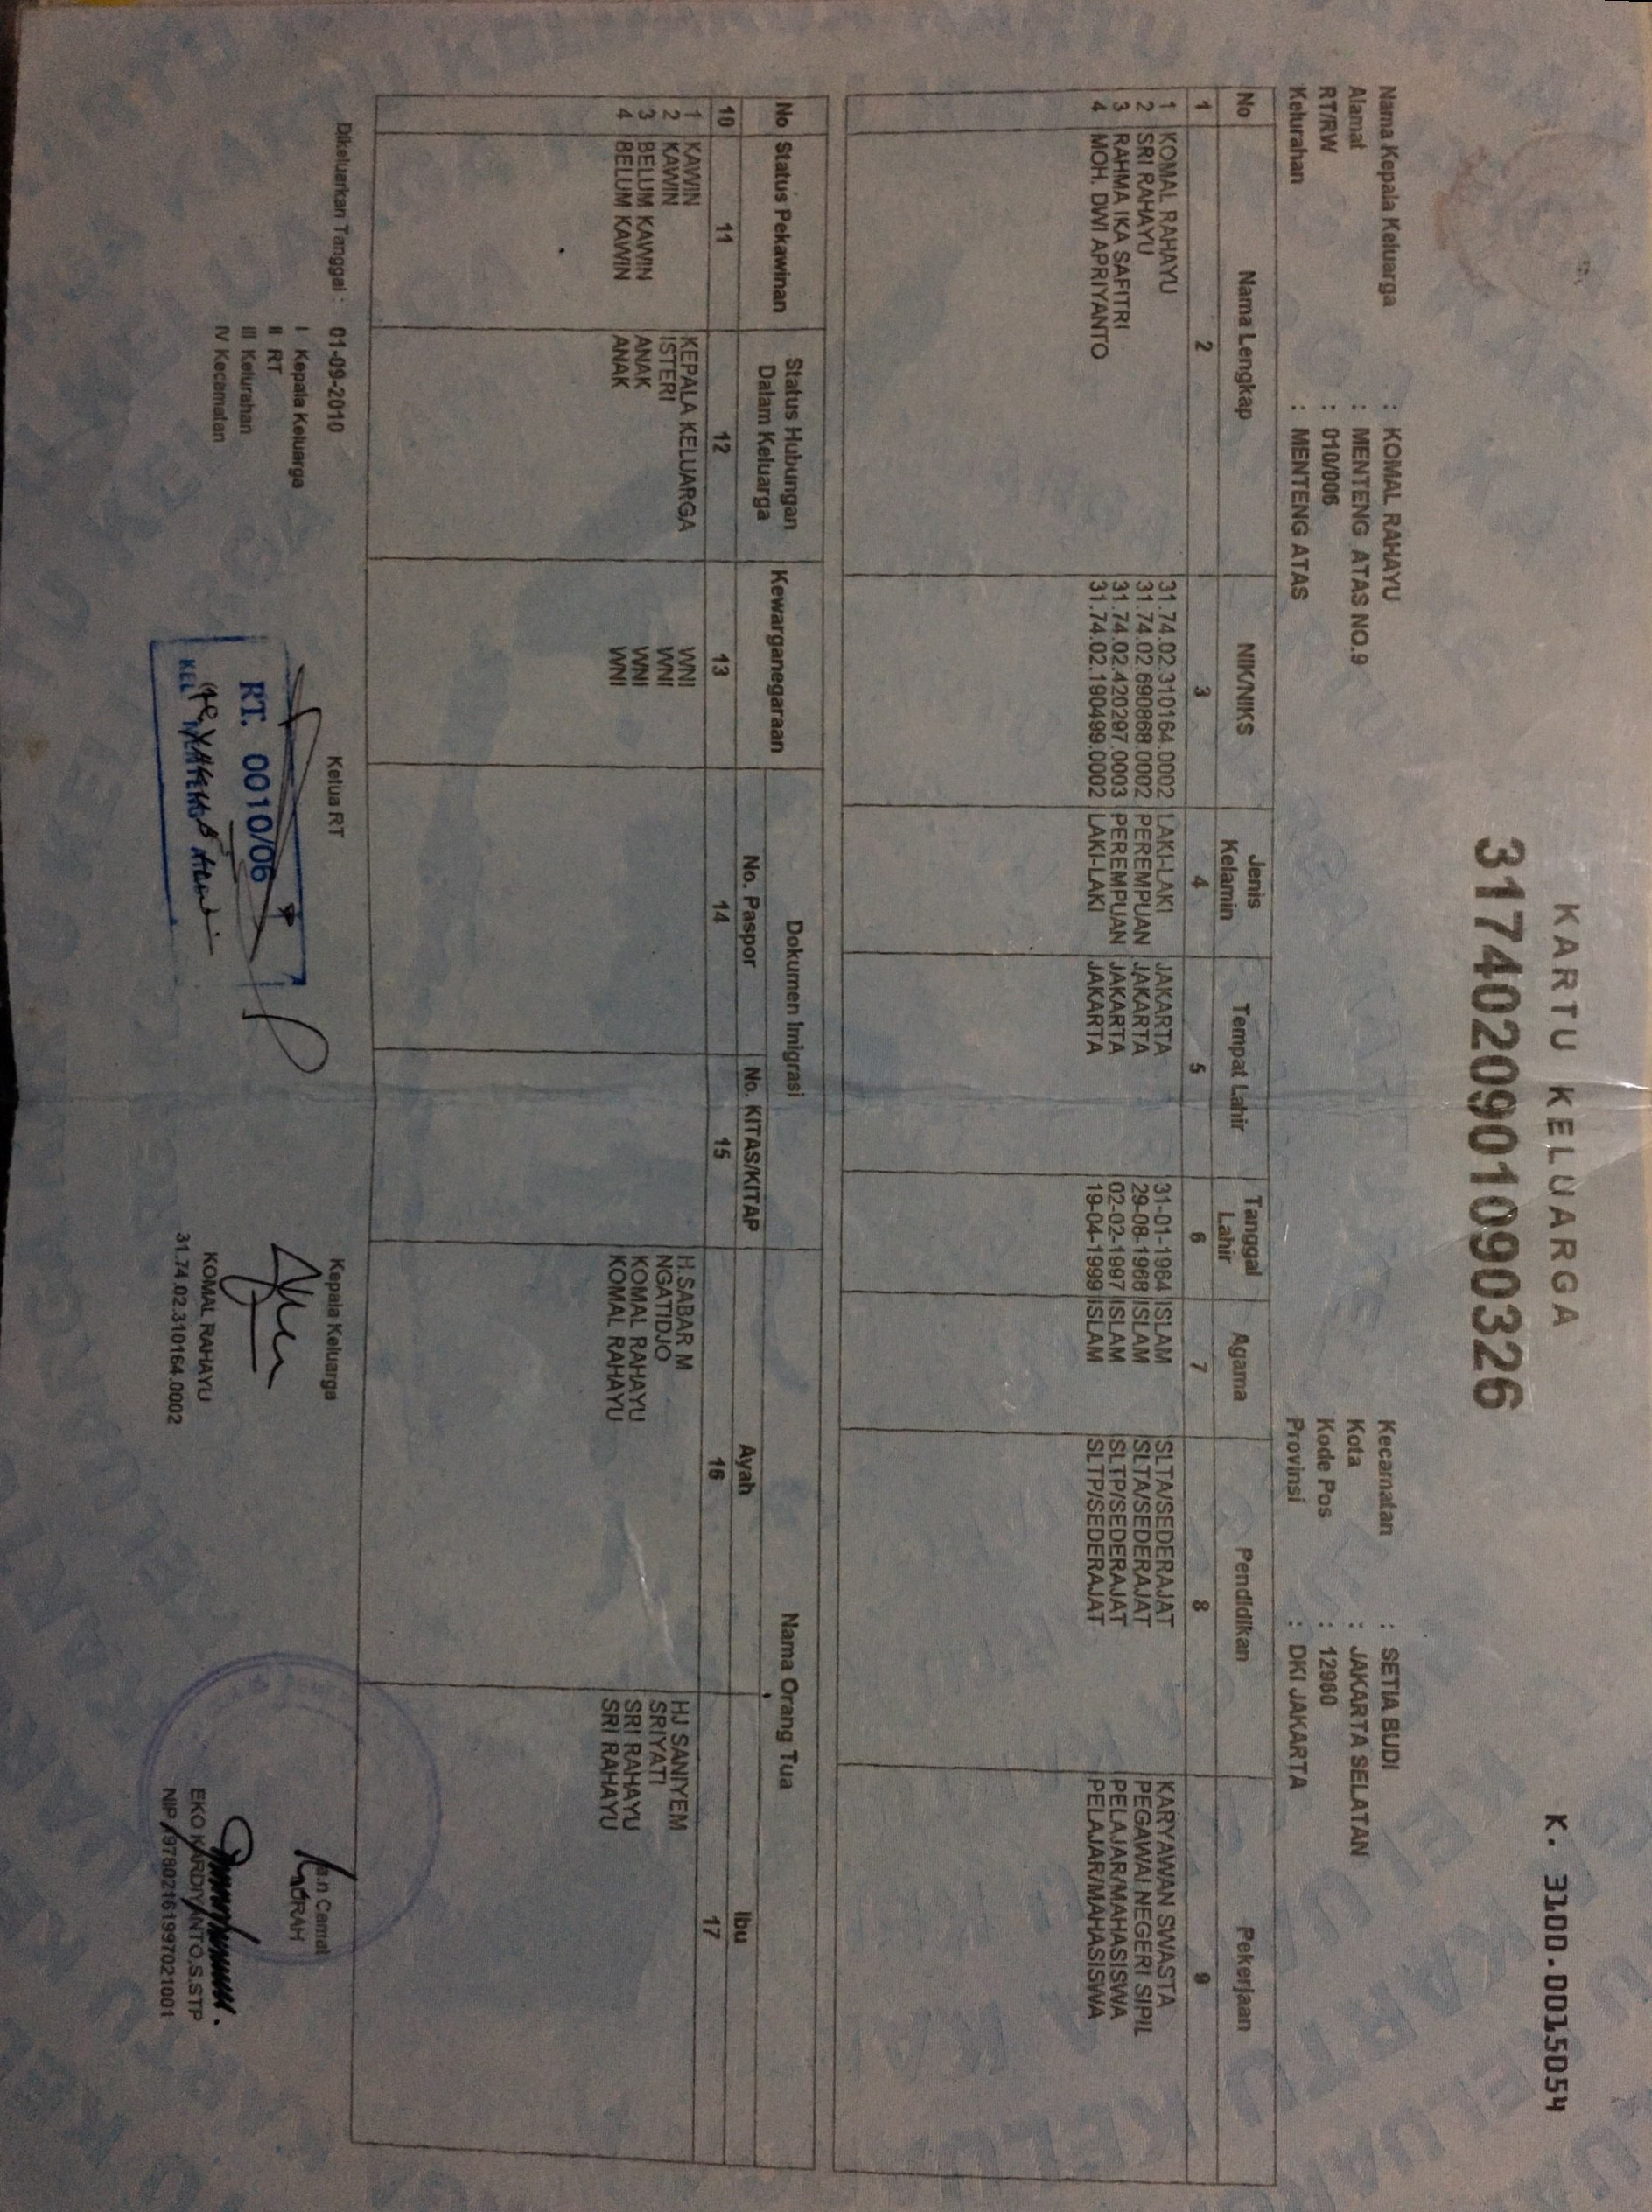 KARTU KELUARGA
K. 3100.0015054
3174020901090326
Nama Kepala Keluarga : KOMAL RAHAYU
Alamat : MENTENG ATAS NO.9
RT/RW : 010/006
Kelurahan : MENTENG ATAS
Kecamatan : SETIA BUDI
Kota : JAKARTA SELATAN
Kode Pos : 12960
Provinsi : DKI JAKARTA
No Nama Lengkap NIK/NIKS Jenis Kelamin Tempat Lahir Tanggal Lahir Agama Pendidikan Pekerjaan
1 2 3 4 5 6 7 8 9
1 KOMAL RAHAYU 31.74.02.310164.0002 LAKI-LAKI JAKARTA 31-01-1964 ISLAM SLTA/SEDERAJAT KARYAWAN SWASTA
2 SRI RAHAYU 31.74.02.690868.0002 PEREMPUAN JAKARTA 29-08-1968 ISLAM SLTA/SEDERAJAT PEGAWAI NEGERI SIPIL
3 RAHMA IKA SAFITRI 31.74.02.420297.0003 PEREMPUAN JAKARTA 02-02-1997 ISLAM SLTP/SEDERAJAT PELAJAR/MAHASISWA
4 MOH. DWI APRIYANTO 31.74.02.190499.0002 LAKI-LAKI JAKARTA 19-04-1999 ISLAM SLTP/SEDERAJAT PELAJAR/MAHASISWA
No Status Pekawinan Status Hubungan Dalam Keluarga Kewarganegaraan Dokumen Imigrasi Nama Orang Tua
No. Paspor No. KITAS/KITAP Ayah Ibu
10 11 12 13 14 15 16 17
1 KAWIN KEPALA KELUARGA WNI H.SABAR M HJ SANIYEM
2 KAWIN ISTERI WNI NGATIDJO SRIYATI
3 BELUM KAWIN ANAK WNI KOMAL RAHAYU SRI RAHAYU
4 BELUM KAWIN ANAK WNI KOMAL RAHAYU SRI RAHAYU
Dikeluarkan Tanggal : 01-09-2010
I Kepala Keluarga
II RT
III Kelurahan
IV Kecamatan
Ketua RT
RT. 0010/06
KEL MENTENG ATAS
Kepala Keluarga
KOMAL RAHAYU
31.74.02.310164.0002
a.n Camat
LURAH
EKO KARDIYANTO,S.STP
NIP 197802161997021001